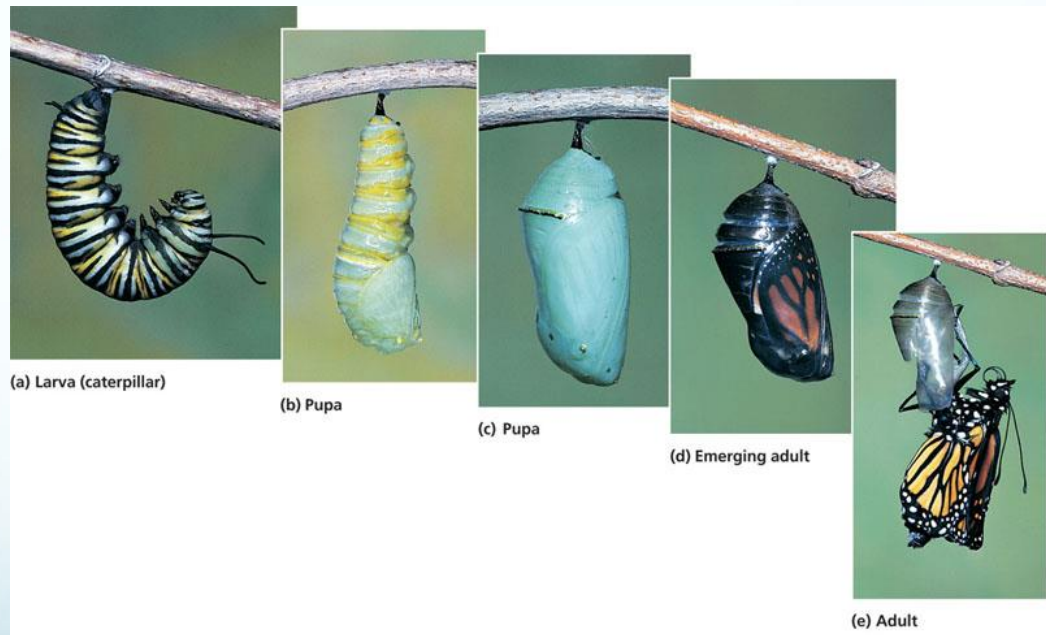 (a) Larva (caterpillar)
(b) Pupa
(c) Pupa
(d) Emerging adult
(e) Adult